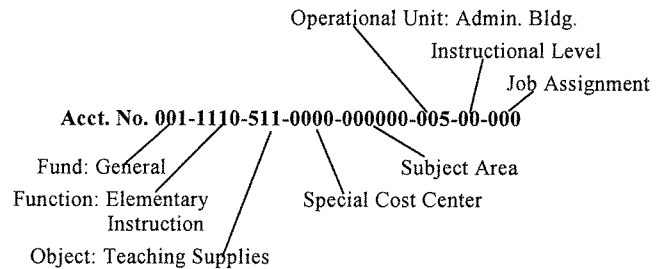 Operational Unit: Admin. Bldg.
Instructional Level
Job Assignment
Acct. No. 001-1110-511-0000-000000-005-00-000
Fund: General
Subject Area
Function: Elementary
Instruction
Special Cost Center
Object: Teaching Supplies